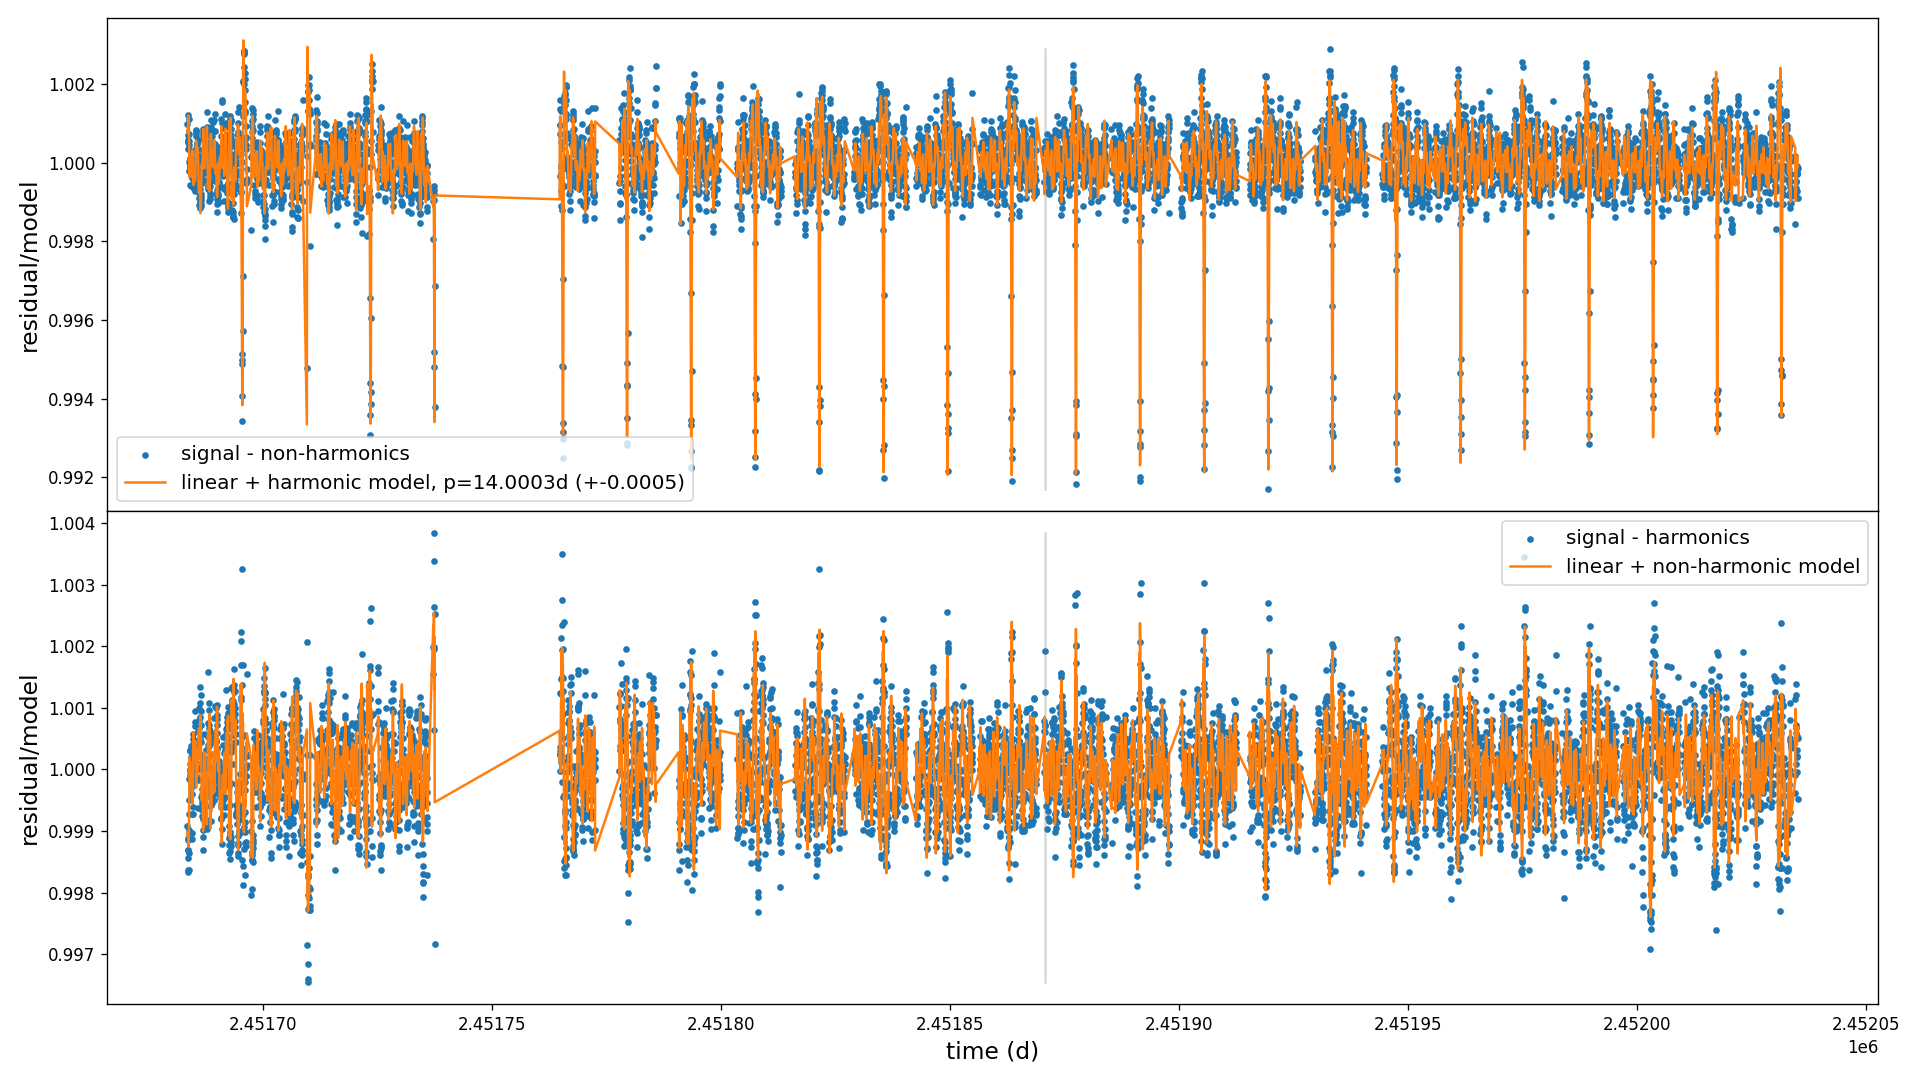 1.002
1.000
0.998
0.996
0.994
0.992
residual/model
signal - non-harmonics
linear + harmonic model, p=14.0003d (+-0.0005)
1.004
1.003
1.002
1.001
1.000
0.999
0.998
0.997
residual/model
signal - harmonics
linear + non-harmonic model
2.45170
2.45175
2.45180
2.45185
2.45190
2.45195
2.45200
2.45205
time (d)
1e6